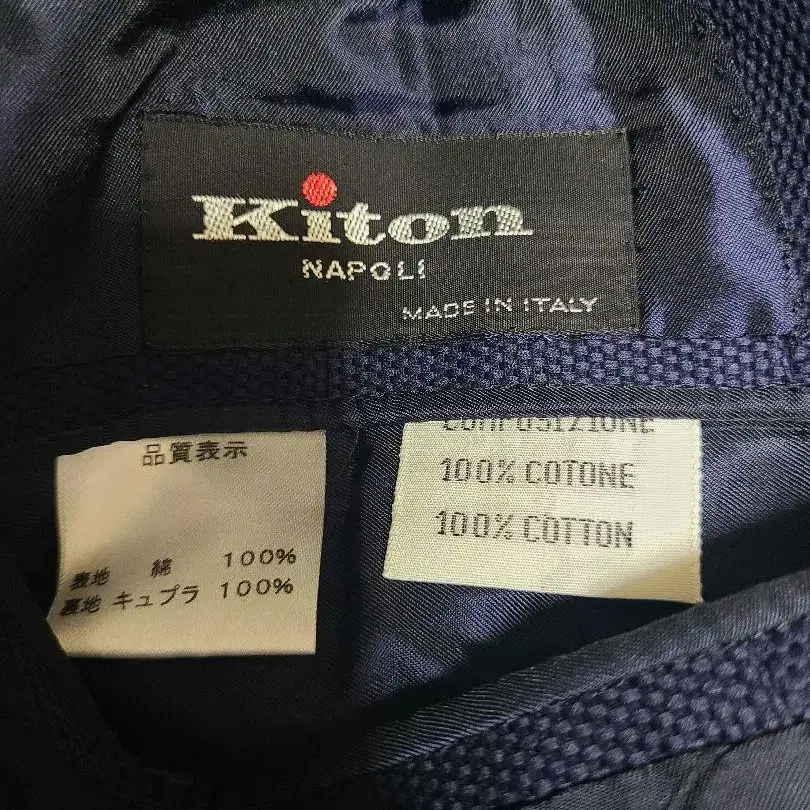 Kiton
NAPOLI
MADE IN ITALY
品質表示
表地 綿 100%
裏地 キュプラ 100%
COMPOSIZIONE
100% COTONE
100% COTTON